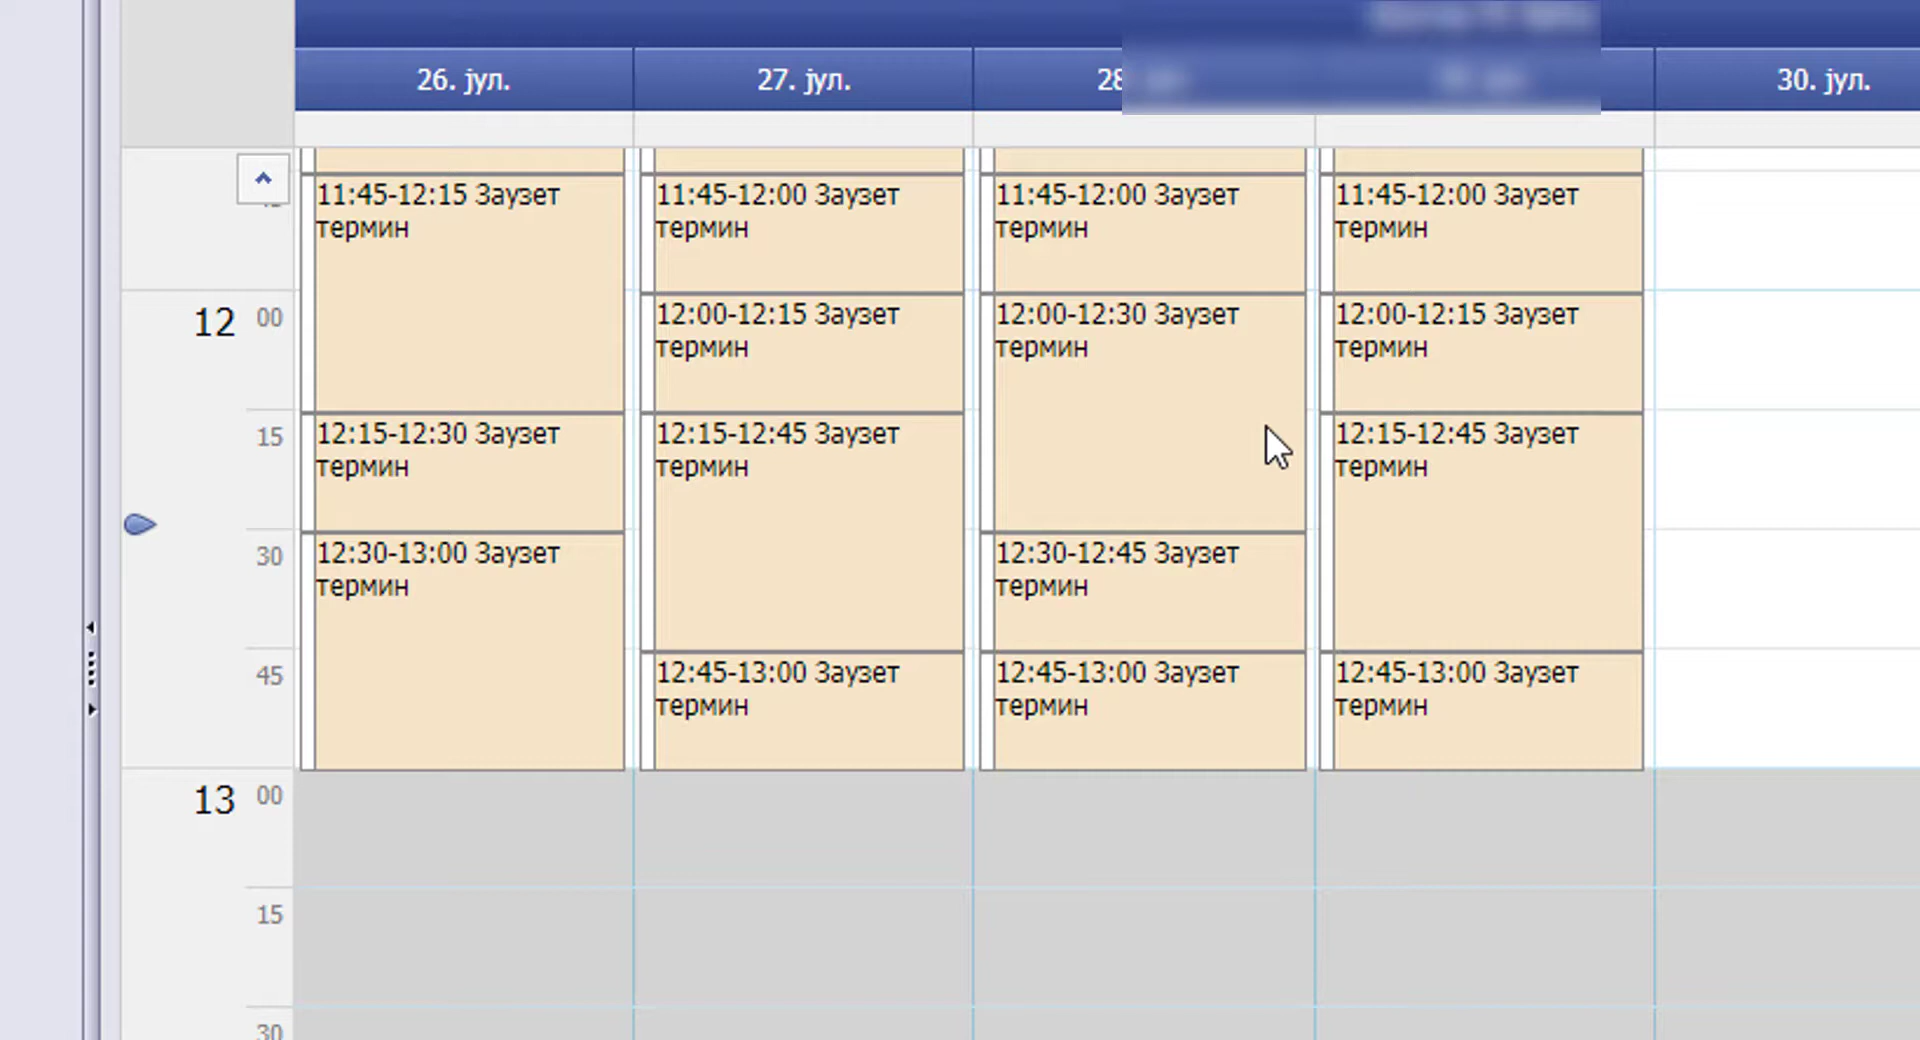 26. јул.
27. јул.
28
30. јул.
11:45-12:15 Заузет
термин
11:45-12:00 Заузет
термин
11:45-12:00 Заузет
термин
11:45-12:00 Заузет
термин
12 00
12:00-12:15 Заузет
термин
12:00-12:30 Заузет
термин
12:00-12:15 Заузет
термин
15
12:15-12:30 Заузет
термин
12:15-12:45 Заузет
термин
12:15-12:45 Заузет
термин
30
12:30-13:00 Заузет
термин
12:30-12:45 Заузет
термин
45
12:45-13:00 Заузет
термин
12:45-13:00 Заузет
термин
12:45-13:00 Заузет
термин
13 00
15
30